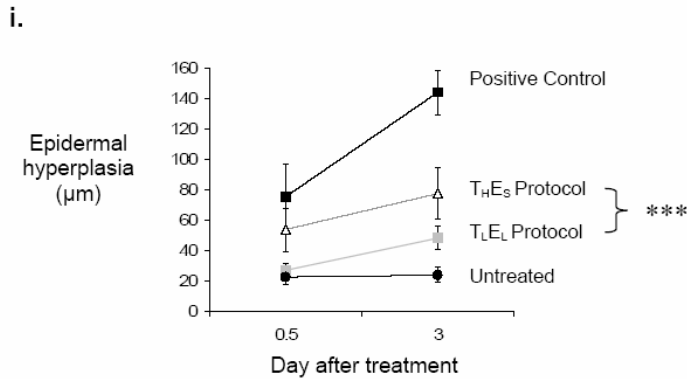 i.
Epidermal
hyperplasia
(µm)
160
140
120
100
80
60
40
20
0
0.5
3
Day after treatment
Positive Control
THES Protocol
TLEL Protocol
***
Untreated